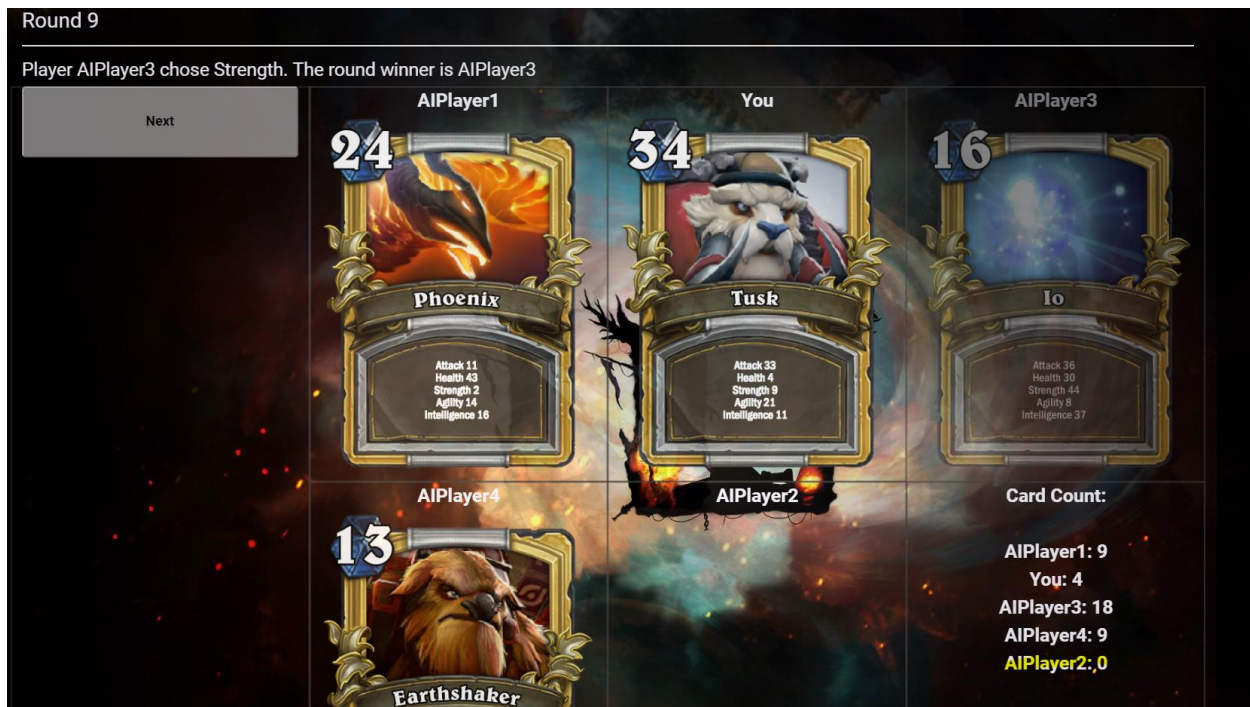 Round 9
Player AIPlayer3 chose Strength. The round winner is AIPlayer3
Next
AIPlayer1
24
Phoenix
Attack 11
Health 43
Strength 2
Agility 14
Intelligence 16
You
34
Tusk
Attack 33
Health 4
Strength 9
Agility 21
Intelligence 11
AIPlayer3
16
Io
Attack 36
Health 30
Strength 44
Agility 8
Intelligence 37
AIPlayer4
13
Earthshaker
AIPlayer2
Card Count:
AIPlayer1: 9
You: 4
AIPlayer3: 18
AIPlayer4: 9
AIPlayer2: 0